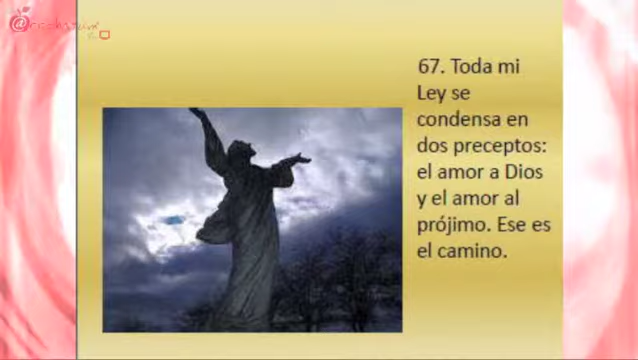 67. Toda mi
Ley se
condensa en
dos preceptos:
el amor a Dios
y el amor al
prójimo. Ese es
el camino.